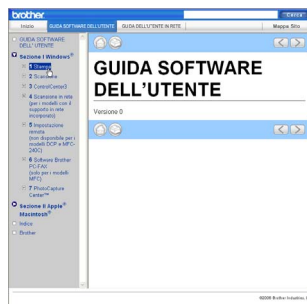 brother
Cerca
Inizio
GUIDA SOFTWARE DELL'UTENTE
GUIDA DELL'UTENTE IN RETE
Mappa Sito
GUIDA SOFTWARE
DELL' UTENTE
Sezione I Windows®
1 Stampa
2 Scansione
3 ControlCenter3
4 Scansione in rete
(per i modelli con il
supporto in rete
incorporato)
5 Impostazione
remota
(non disponibile per i
modelli DCP e MFC-
240C)
6 Software Brother
PC-FAX
(solo per i modelli
MFC)
7 PhotoCapture
Center™
Sezione II Apple®
Macintosh®
Indice
Brother
GUIDA SOFTWARE
DELL'UTENTE
Versione 0
©2006 Brother Industries,